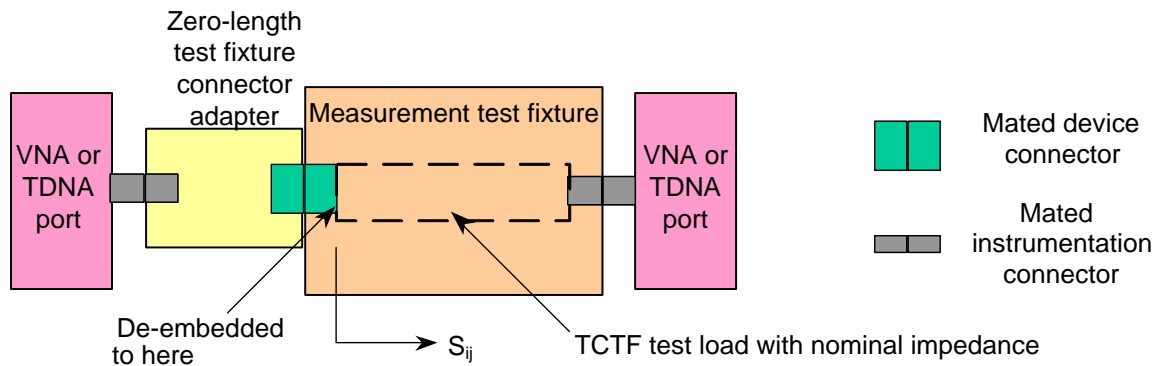 Zero-length
test fixture
connector
adapter
Measurement test fixture
VNA or
TDNA
port
VNA or
TDNA
port
Mated device
connector
Mated
instrumentation
connector
De-embedded
to here
Sij
TCTF test load with nominal impedance